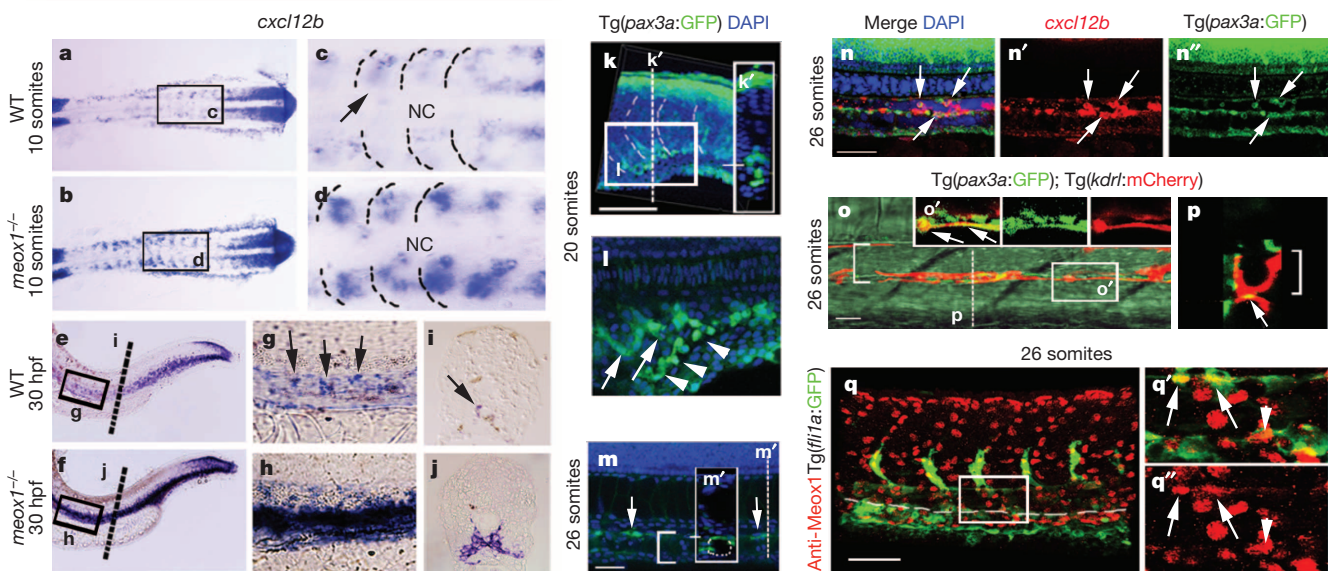 cxcl12b
WT
10 somites
a
c
c
NC
meox1−/−
10 somites
b
d
d
NC
WT
30 hpf
e
i
g
g
i
meox1−/−
30 hpf
f
j
h
h
j
Tg(pax3a:GFP) DAPI
20 somites
k
k′
k′
l
l
26 somites
m
m′
m′
Merge DAPI
cxcl12b
Tg(pax3a:GFP)
26 somites
n
n′
n″
Tg(pax3a:GFP); Tg(kdrl:mCherry)
26 somites
o
o′
o′
p
p
26 somites
Anti-Meox1 Tg(fli1a:GFP)
q
q′
q″